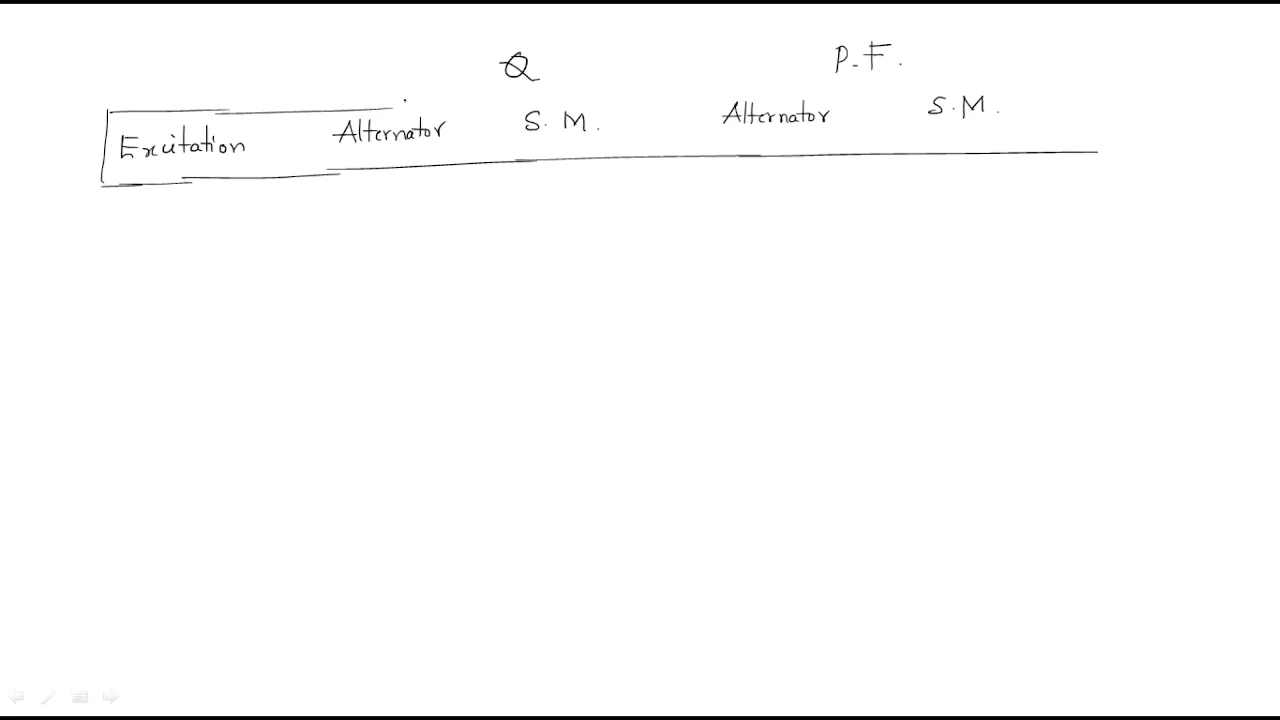 Q P.F.
Excitation Alternator S.M. Alternator S.M.